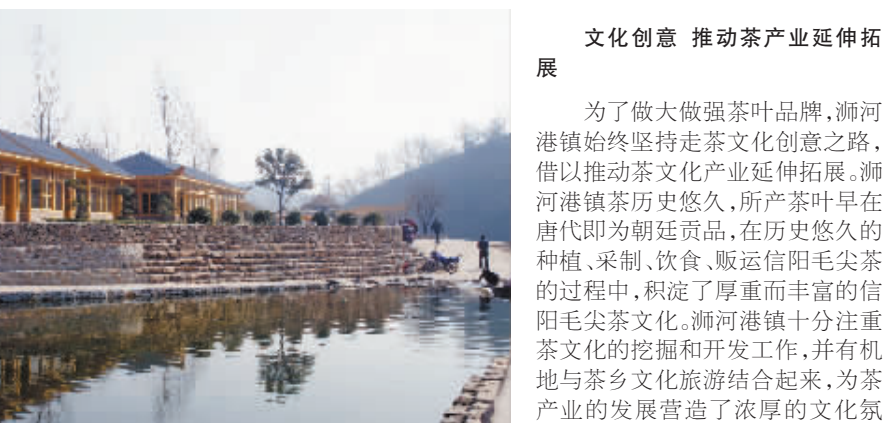 文化创意 推动茶产业延伸拓
展
为了做大做强茶叶品牌,浉河
港镇始终坚持走茶文化创意之路,
借以推动茶文化产业延伸拓展。浉
河港镇茶历史悠久,所产茶叶早在
唐代即为朝廷贡品,在历史悠久的
种植、采制、饮食、贩运信阳毛尖茶
的过程中,积淀了厚重而丰富的信
阳毛尖茶文化。浉河港镇十分注重
茶文化的挖掘和开发工作,并有机
地与茶乡文化旅游结合起来,为茶
产业的发展营造了浓厚的文化氛